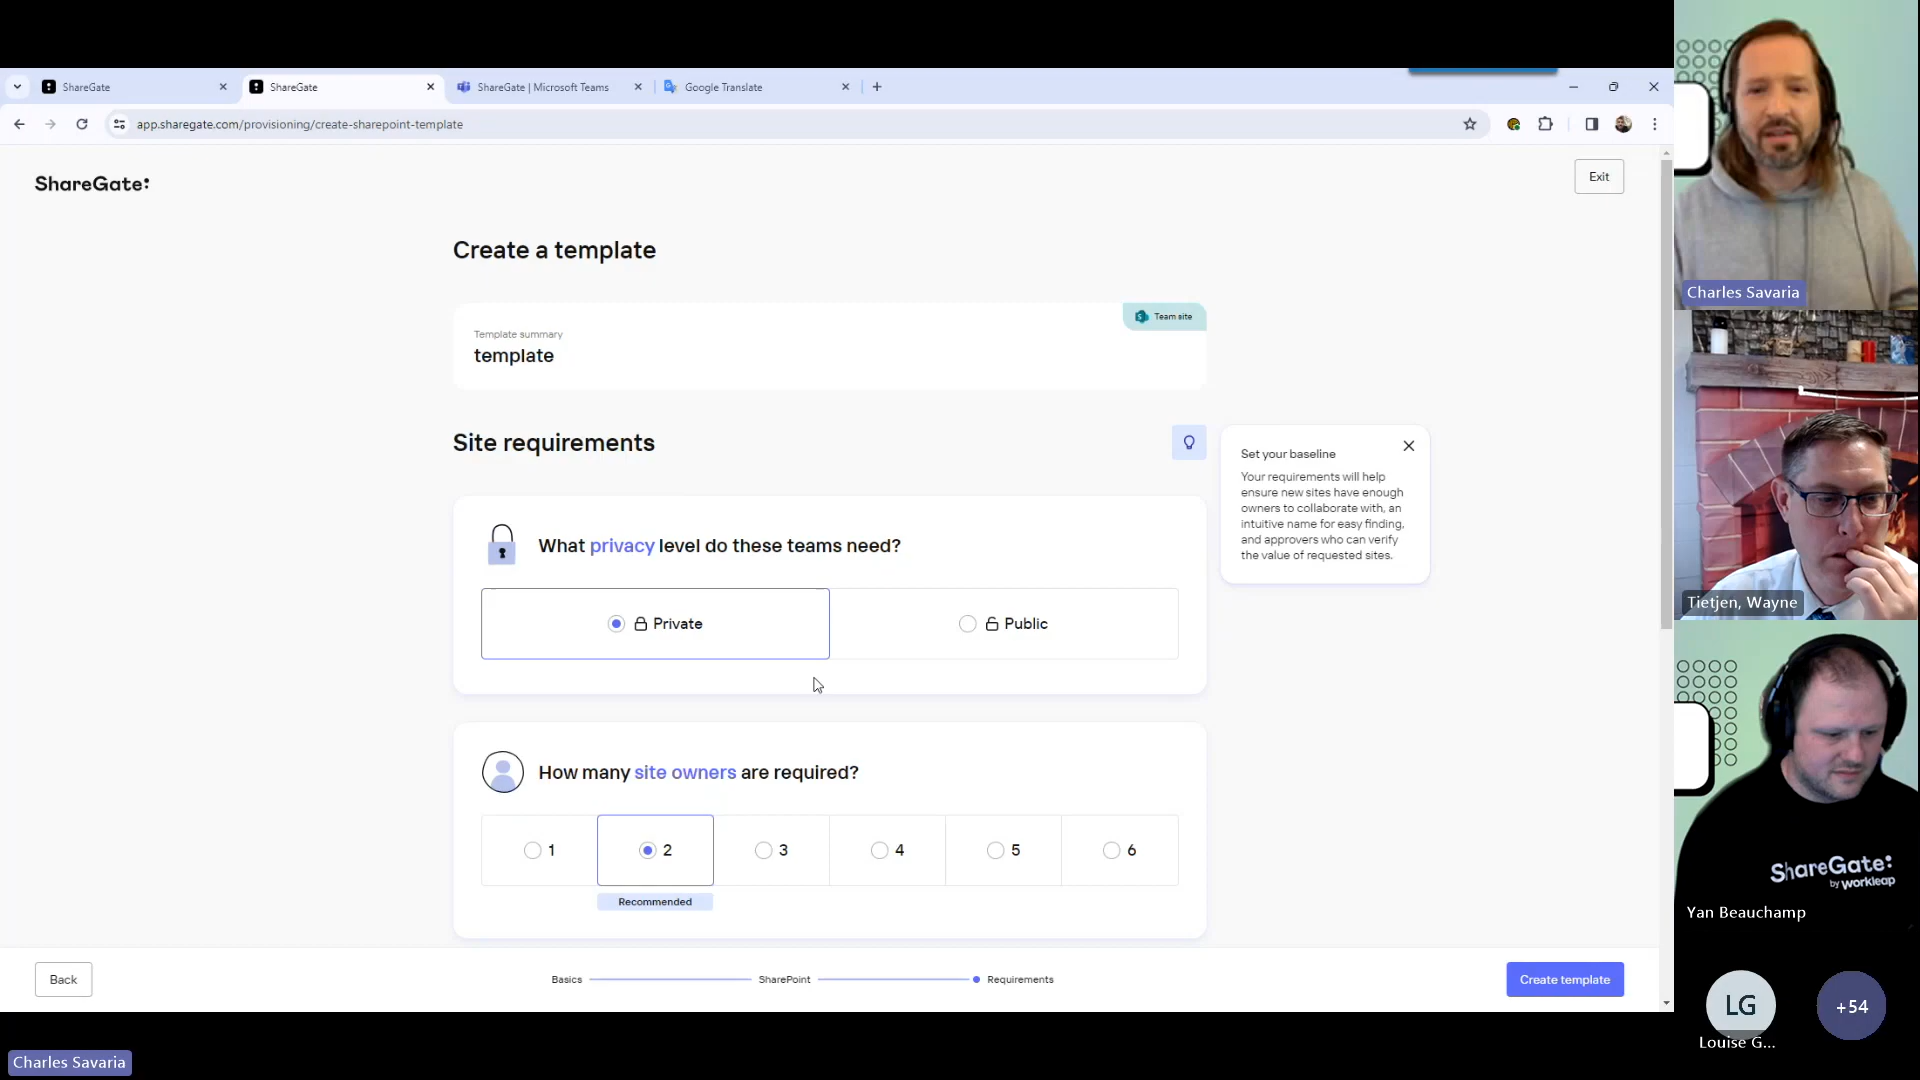 ShareGate
ShareGate
ShareGate | Microsoft Teams
Google Translate
app.sharegate.com/provisioning/create-sharepoint-template
ShareGate:
Exit
Create a template
Team site
Template summary
template
Site requirements
Set your baseline
Your requirements will help
ensure new sites have enough
owners to collaborate with, an
intuitive name for easy finding,
and approvers who can verify
the value of requested sites.
What privacy level do these teams need?
Private
Public
How many site owners are required?
1
2
3
4
5
6
Recommended
Back
Basics
SharePoint
Requirements
Create template
Charles Savaria
Charles Savaria
Tietjen, Wayne
ShareGate:
by workleap
Yan Beauchamp
LG
Louise G...
+54